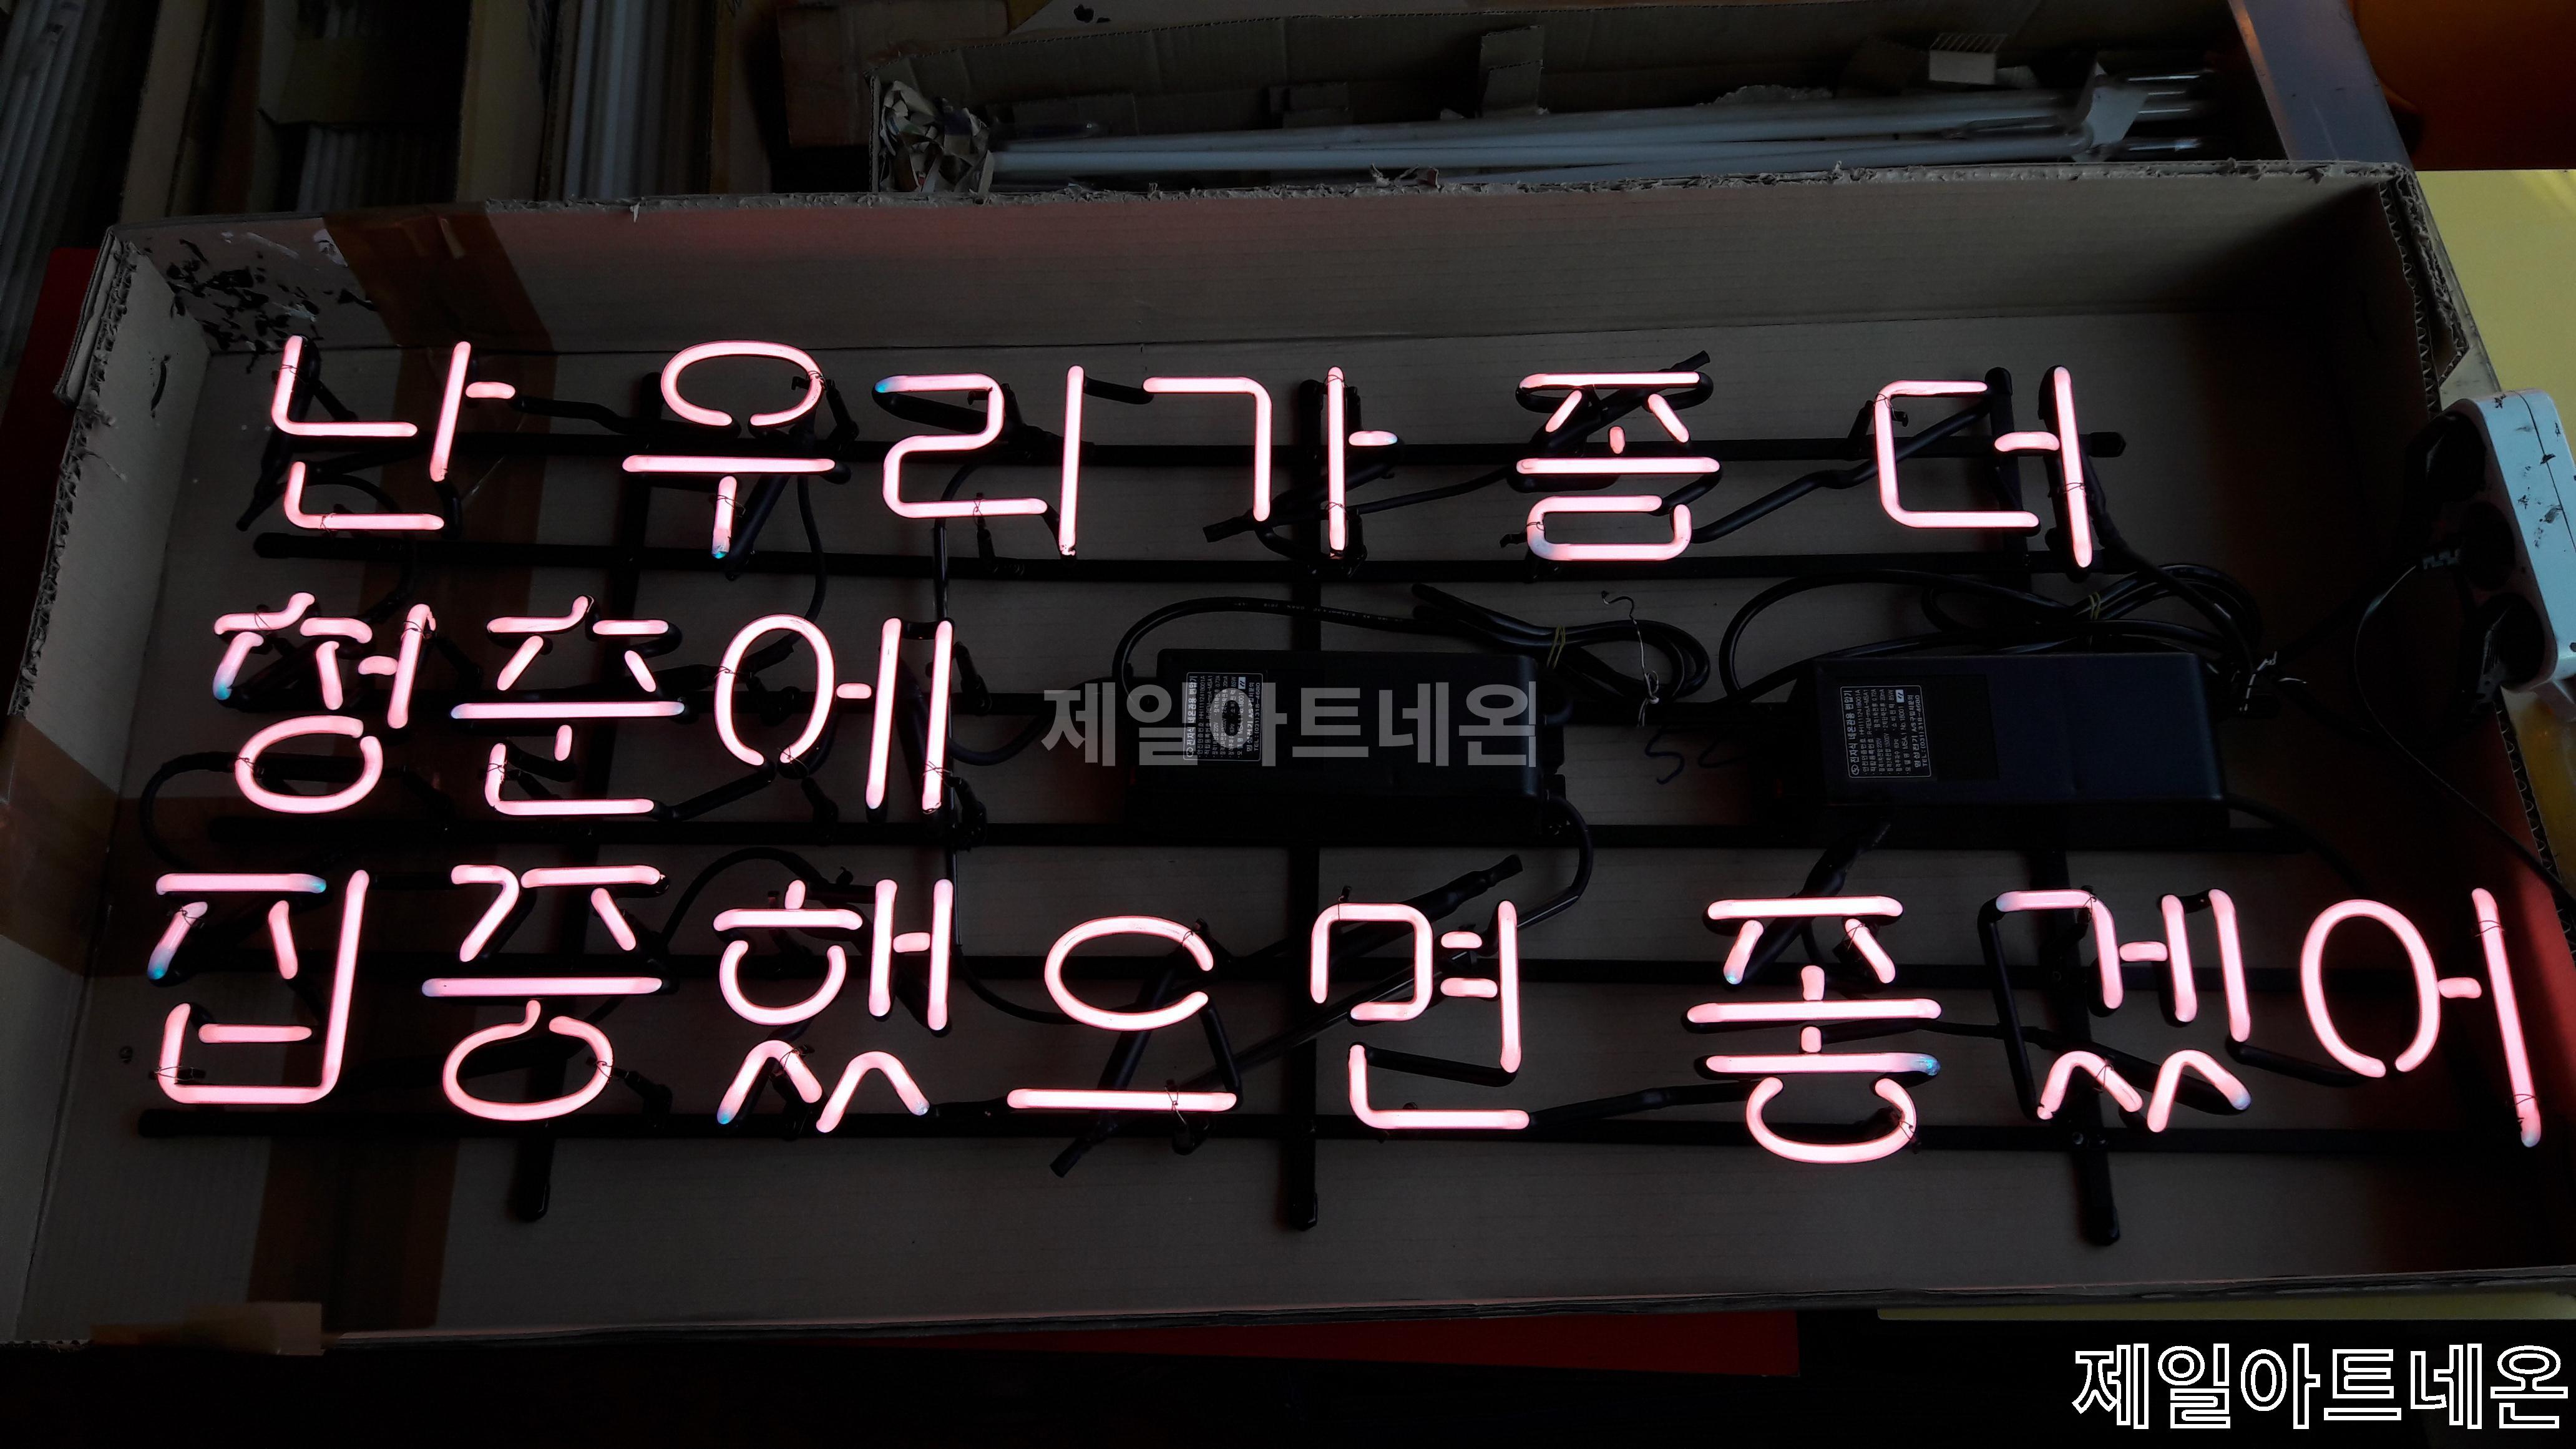 난 우리가 좀 더
청춘에
집중했으면 좋겠어
제일아트네온
제일아트네온